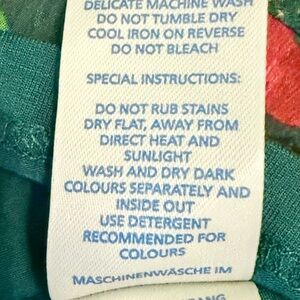 DELICATE MACHINE WASH
DO NOT TUMBLE DRY
COOL IRON ON REVERSE
DO NOT BLEACH
SPECIAL INSTRUCTIONS:
DO NOT RUB STAINS
DRY FLAT, AWAY FROM
DIRECT HEAT AND
SUNLIGHT
WASH AND DRY DARK
COLOURS SEPARATELY AND
INSIDE OUT
USE DETERGENT
RECOMMENDED FOR
COLOURS
MASCHINENWÄSCHE IM